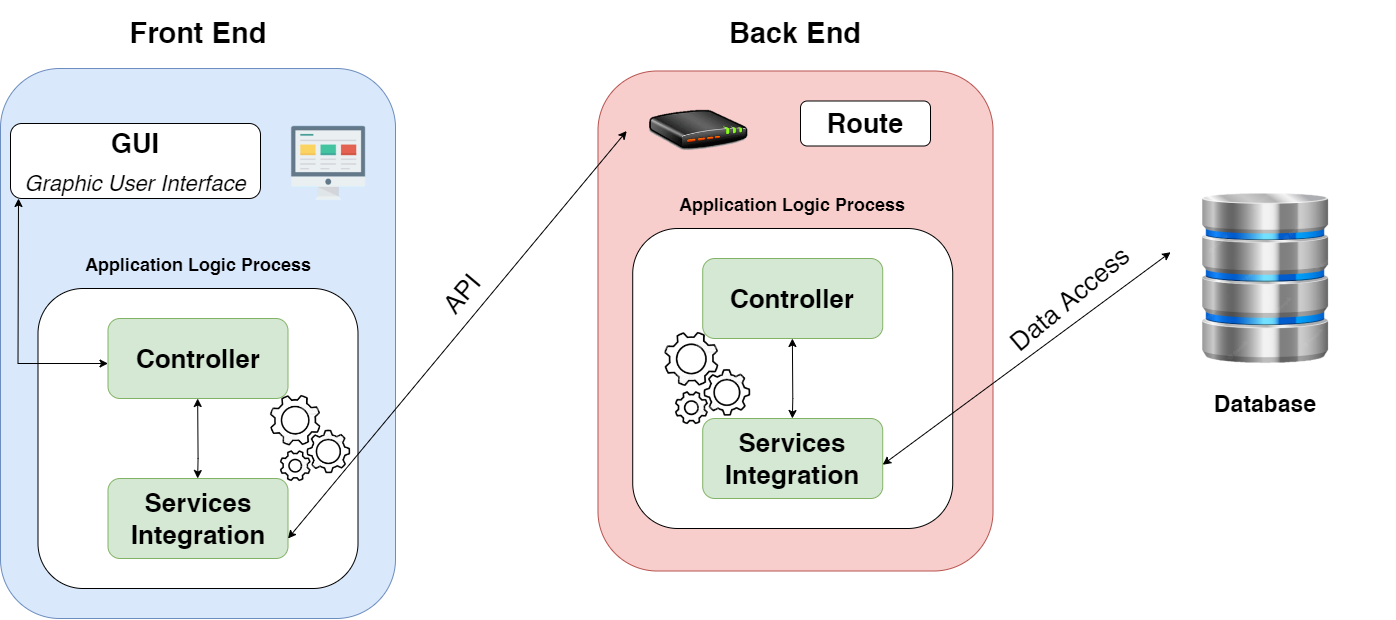 Front End
GUI
Graphic User Interface
Application Logic Process
Controller
Services
Integration
API
Back End
Route
Application Logic Process
Controller
Services
Integration
Data Access
Database